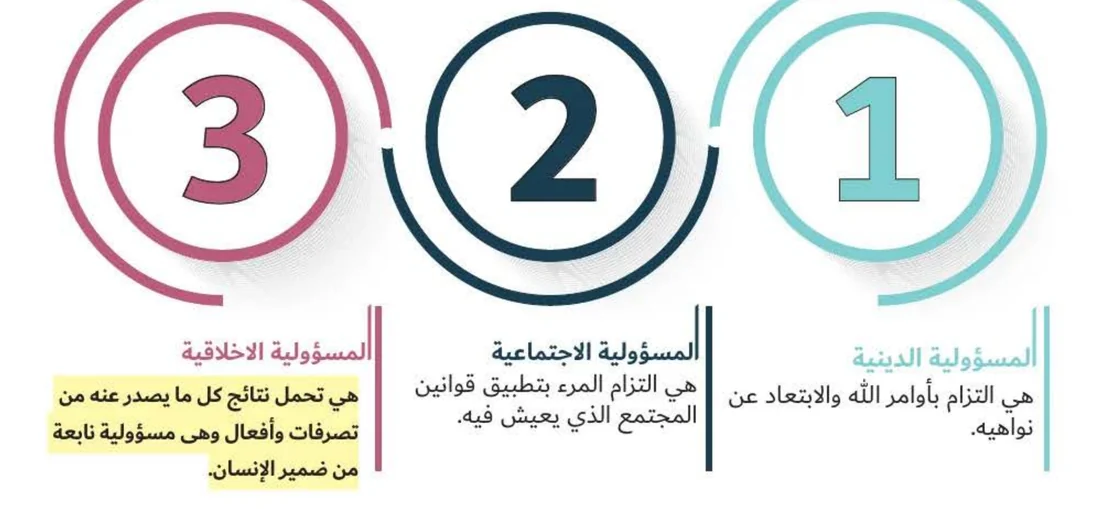 1
المسؤولية الدينية
هي التزام بأوامر الله والابتعاد عن
نواهيه.
2
المسؤولية الاجتماعية
هي التزام المرء بتطبيق قوانين
المجتمع الذي يعيش فيه.
3
المسؤولية الاخلاقية
هي تحمل نتائج كل ما يصدر عنه من
تصرفات وأفعال وهى مسؤولية نابعة
من ضمير الإنسان.